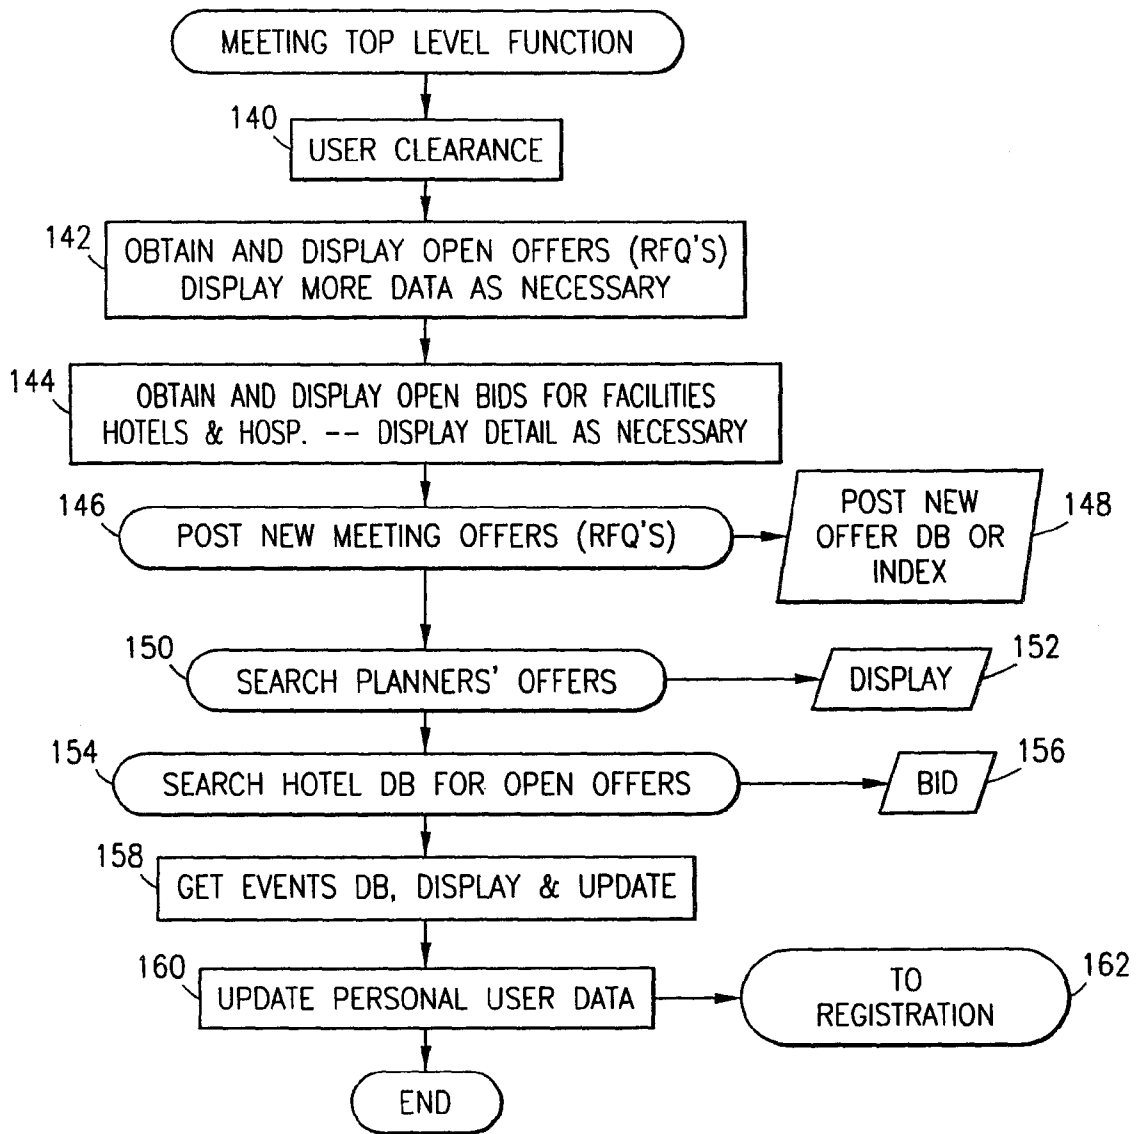 MEETING TOP LEVEL FUNCTION
140
USER CLEARANCE
142
OBTAIN AND DISPLAY OPEN OFFERS (RFQ'S)
DISPLAY MORE DATA AS NECESSARY
144
OBTAIN AND DISPLAY OPEN BIDS FOR FACILITIES
HOTELS & HOSP. -- DISPLAY DETAIL AS NECESSARY
146
POST NEW MEETING OFFERS (RFQ'S)
POST NEW
OFFER DB OR
INDEX
148
150
SEARCH PLANNERS' OFFERS
DISPLAY
152
154
SEARCH HOTEL DB FOR OPEN OFFERS
BID
156
158
GET EVENTS DB, DISPLAY & UPDATE
160
UPDATE PERSONAL USER DATA
TO
REGISTRATION
162
END